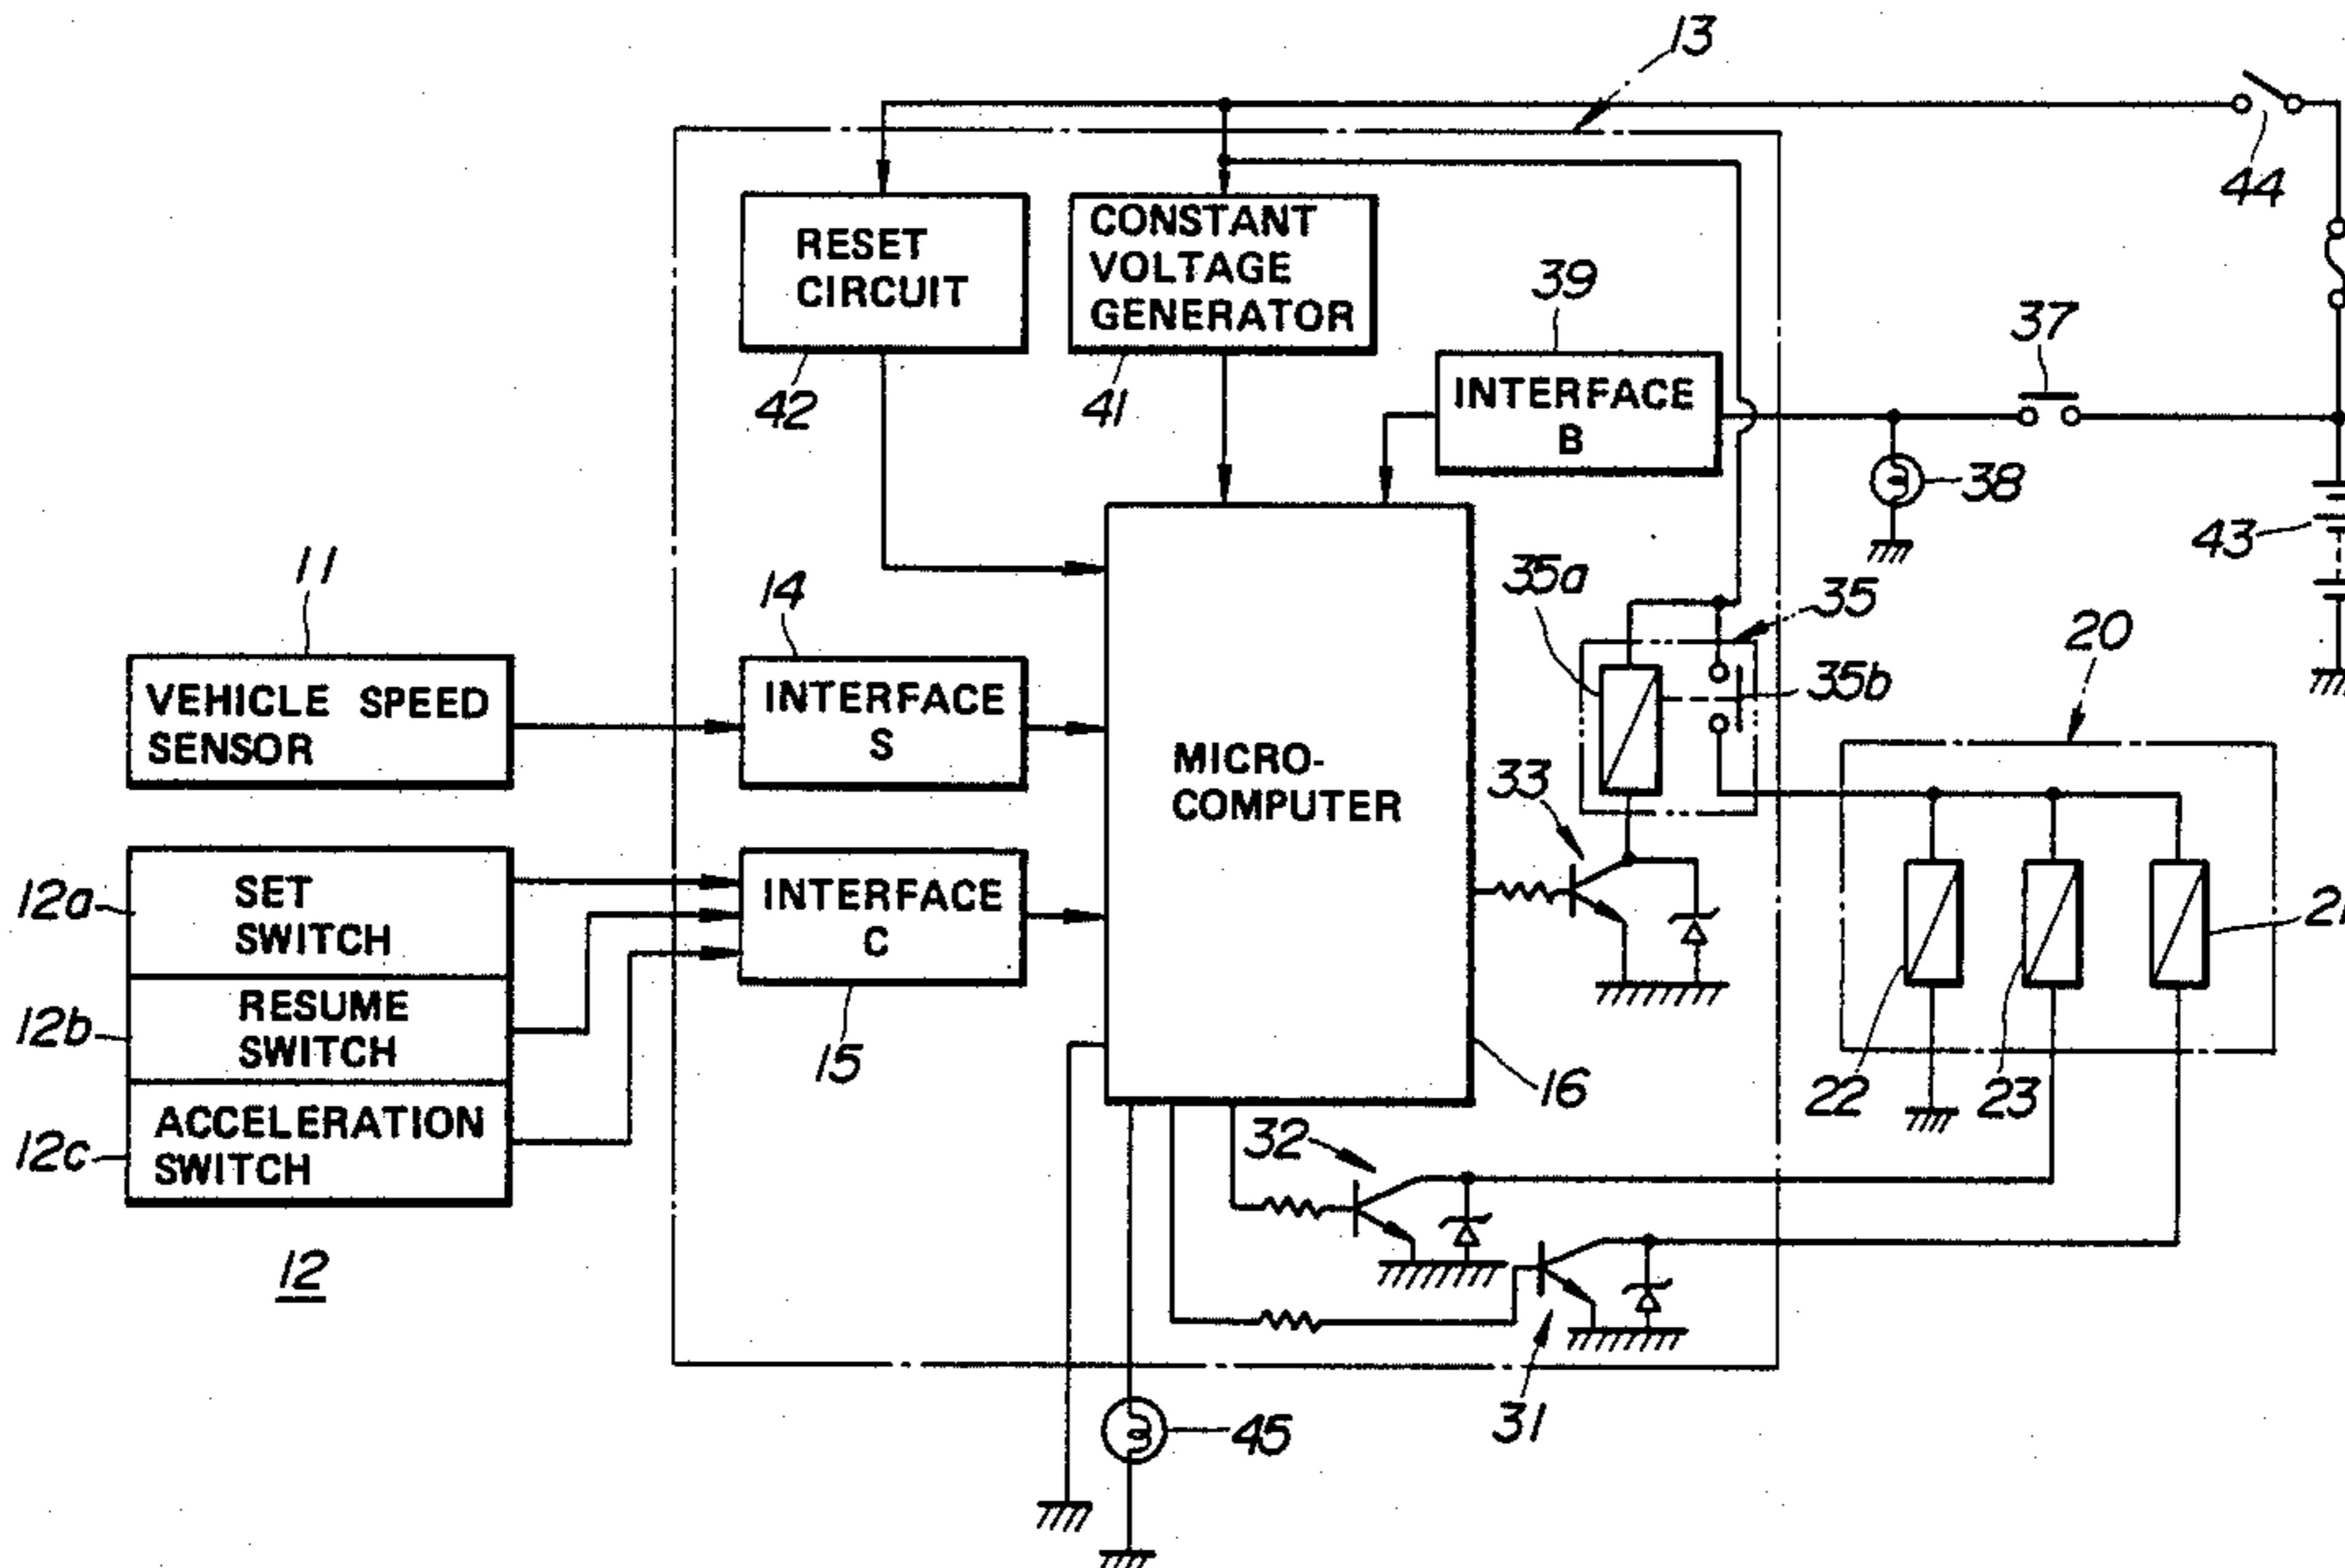 13
44
RESET
CIRCUIT
42
CONSTANT
VOLTAGE
GENERATOR
41
39
INTERFACE
B
37
38
43
11
VEHICLE SPEED
SENSOR
14
INTERFACE
S
MICRO-
COMPUTER
16
35a
35
35b
33
20
22
23
12a
SET
SWITCH
12b
RESUME
SWITCH
12c
ACCELERATION
SWITCH
12
INTERFACE
C
15
32
31
45